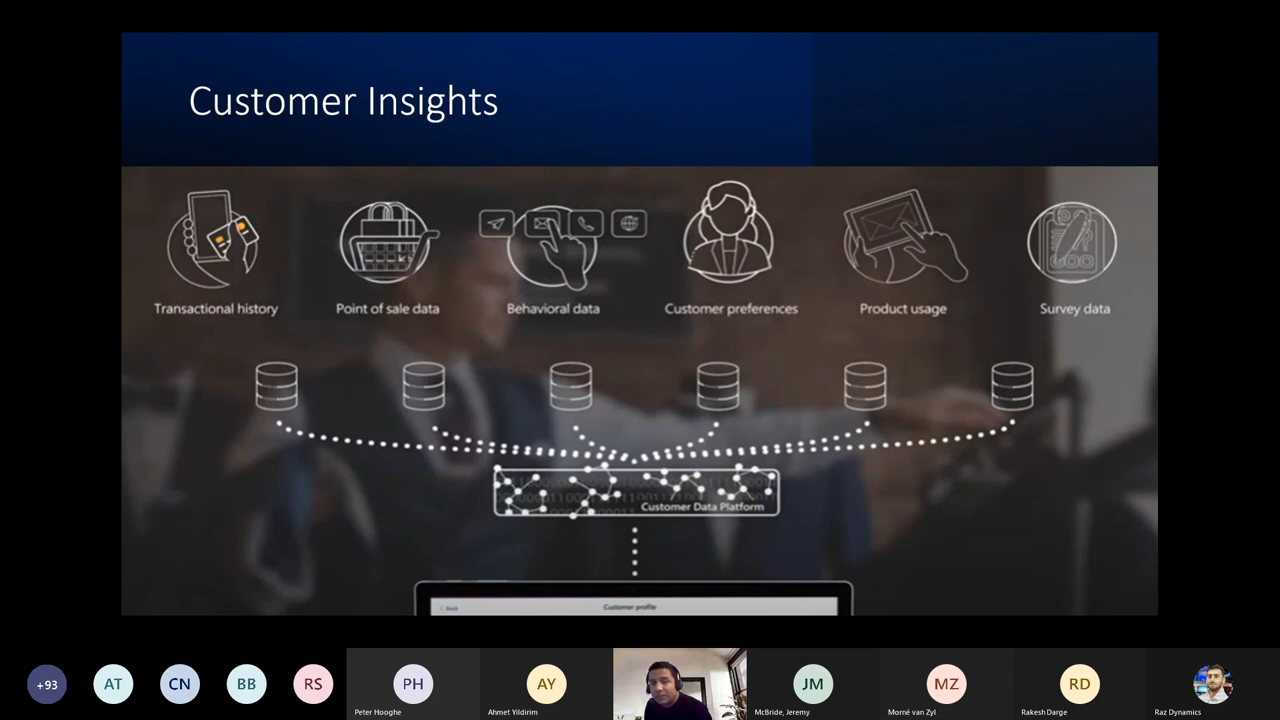 Customer Insights
Transactional history
Point of sale data
Behavioral data
Customer preferences
Product usage
Survey data
Customer Data Platform
Back
Customer profile
+93
AT
CN
BB
RS
PH
AY
JM
MZ
RD
Peter Hooghe
Ahmet Yildirim
McBride, Jeremy
Morné van Zyl
Rakesh Darge
Raz Dynamics